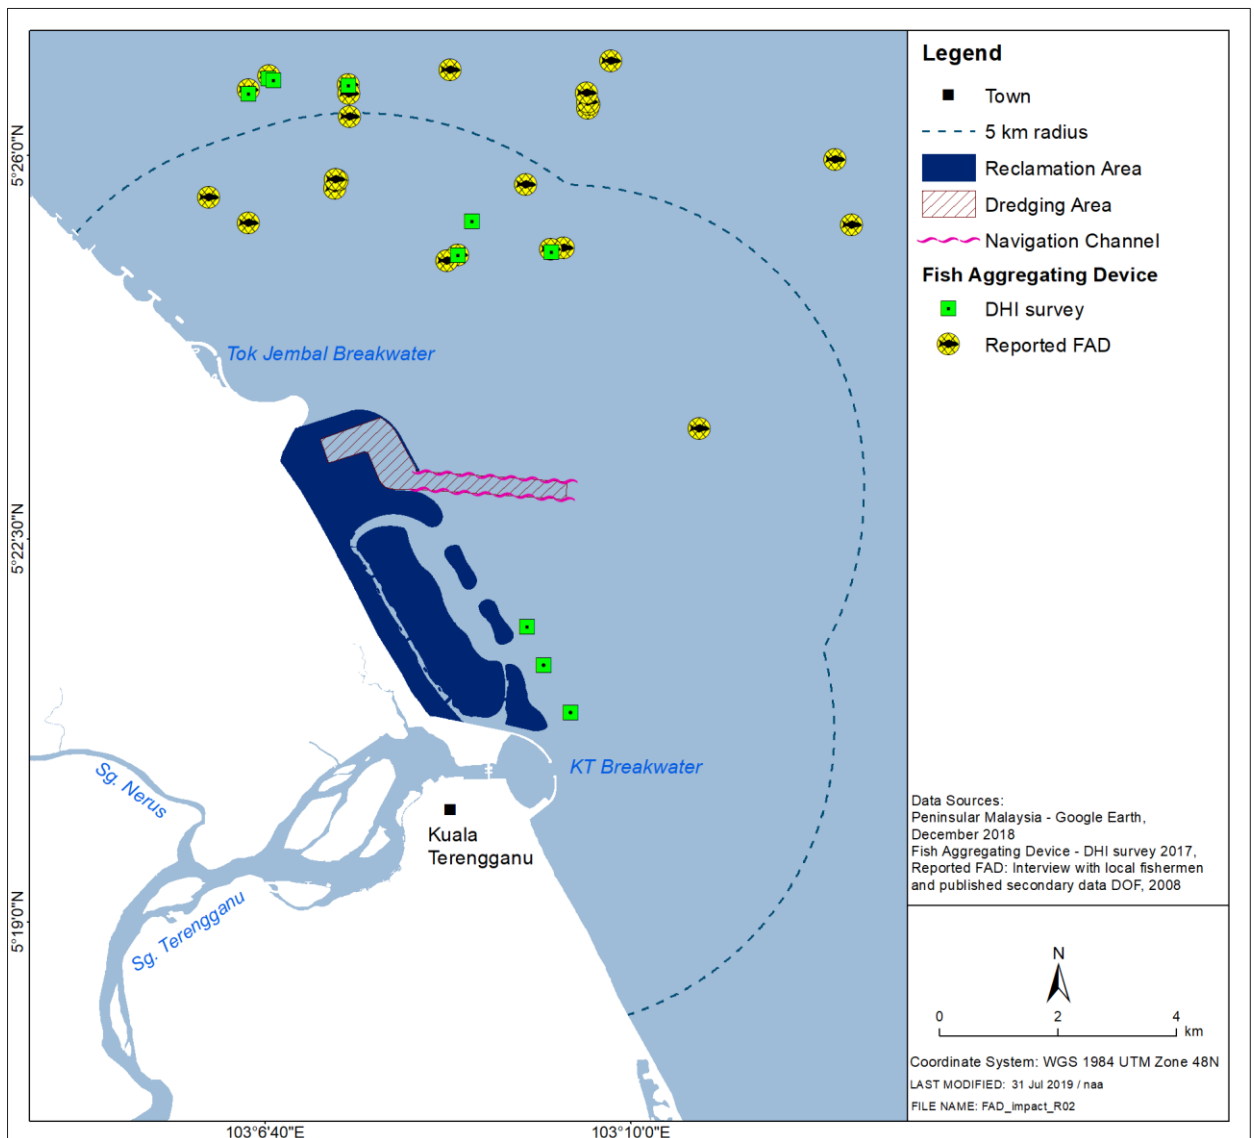 Legend
Town
5 km radius
Reclamation Area
Dredging Area
Navigation Channel
Fish Aggregating Device
DHI survey
Reported FAD
5°26'0"N
5°22'30"N
5°19'0"N
Tok Jembal Breakwater
KT Breakwater
Sg. Nerus
Kuala
Terengganu
Sg. Terengganu
103°6'40"E
103°10'0"E
Data Sources:
Peninsular Malaysia - Google Earth,
December 2018
Fish Aggregating Device - DHI survey 2017,
Reported FAD: Interview with local fishermen
and published secondary data DOF, 2008
N
0 2 4
km
Coordinate System: WGS 1984 UTM Zone 48N
LAST MODIFIED: 31 Jul 2019 / naa
FILE NAME: FAD_impact_R02